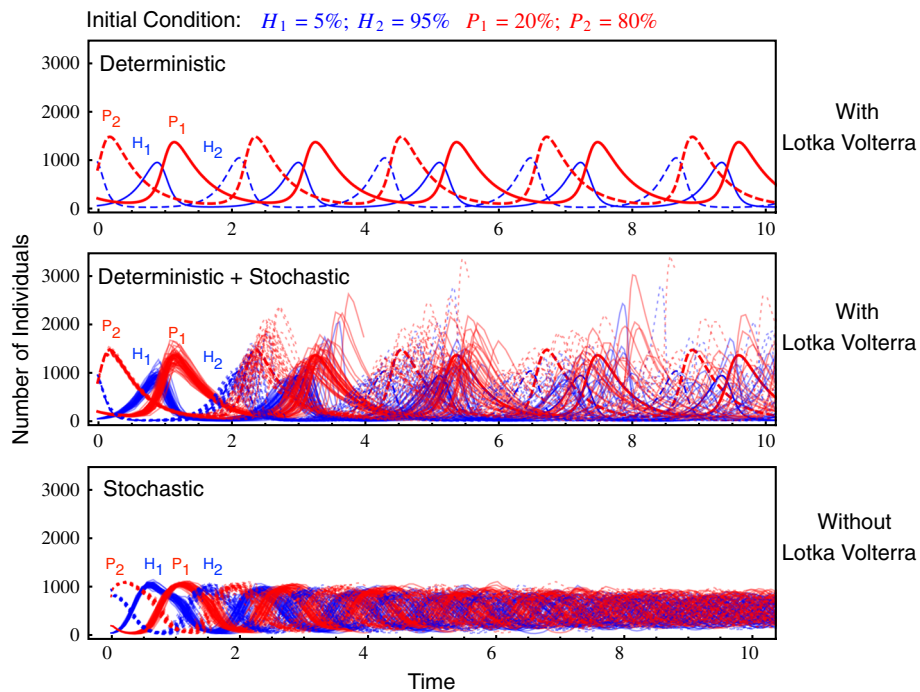 Initial Condition: H1 = 5%; H2 = 95% P1 = 20%; P2 = 80%
Deterministic
3000
2000
1000
0
P2 H1 P1 H2
0 2 4 6 8 10
With
Lotka Volterra
Number of Individuals
Deterministic + Stochastic
3000
2000
1000
0
P2 H1 P1 H2
0 2 4 6 8 10
With
Lotka Volterra
Stochastic
3000
2000
1000
0
P2 H1 P1 H2
0 2 4 6 8 10
Without
Lotka Volterra
Time